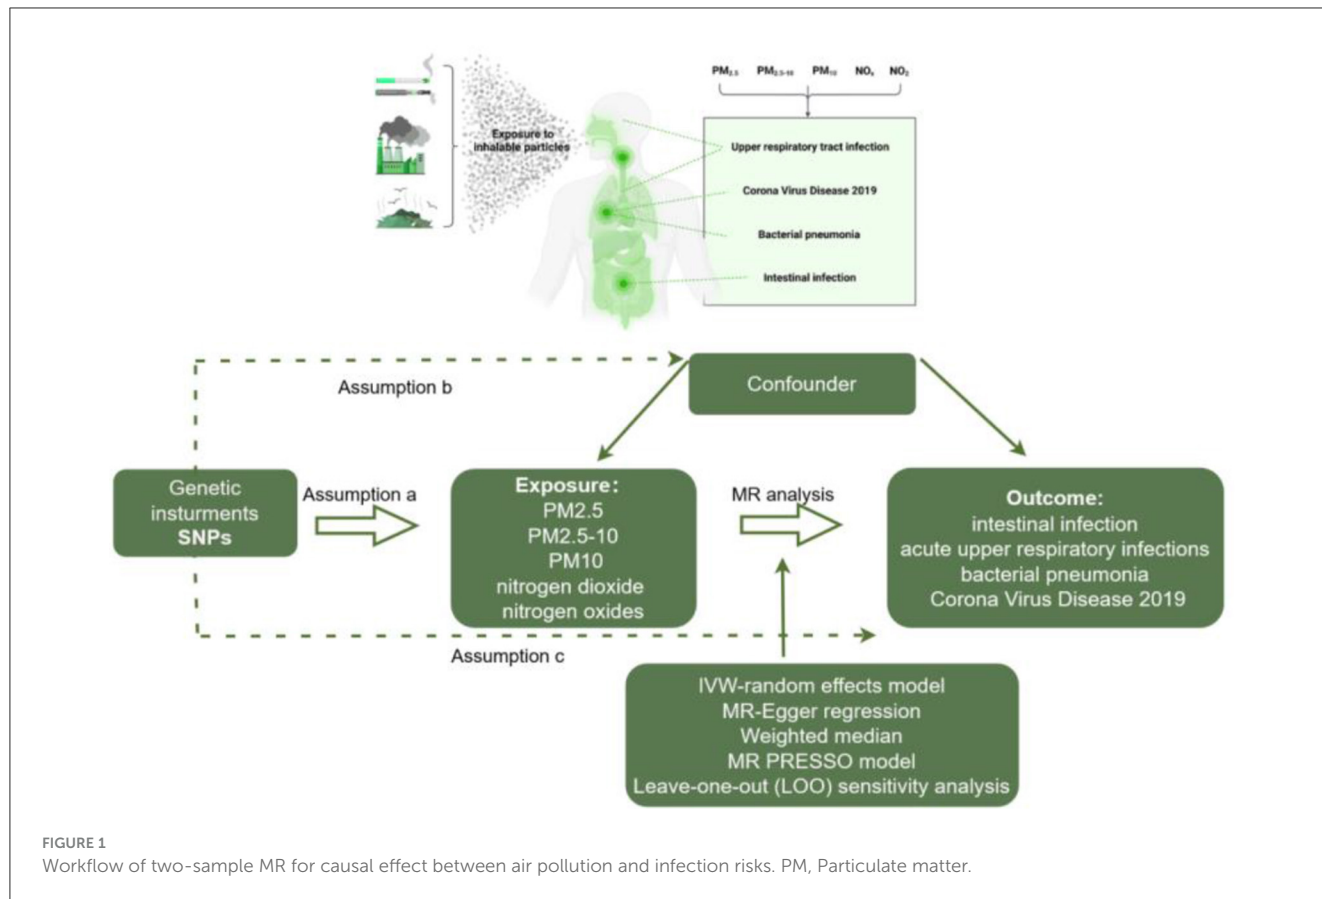 PM2.5 PM2.5-10 PM10 NOx NO2
Exposure to
inhalable particles
Upper respiratory tract infection
Corona Virus Disease 2019
Bacterial pneumonia
Intestinal infection
Assumption b
Confounder
Genetic
insturments
SNPs
Assumption a
Exposure:
PM2.5
PM2.5-10
PM10
nitrogen dioxide
nitrogen oxides
MR analysis
Outcome:
intestinal infection
acute upper respiratory infections
bacterial pneumonia
Corona Virus Disease 2019
Assumption c
IVW-random effects model
MR-Egger regression
Weighted median
MR PRESSO model
Leave-one-out (LOO) sensitivity analysis
FIGURE 1
Workflow of two-sample MR for causal effect between air pollution and infection risks. PM, Particulate matter.